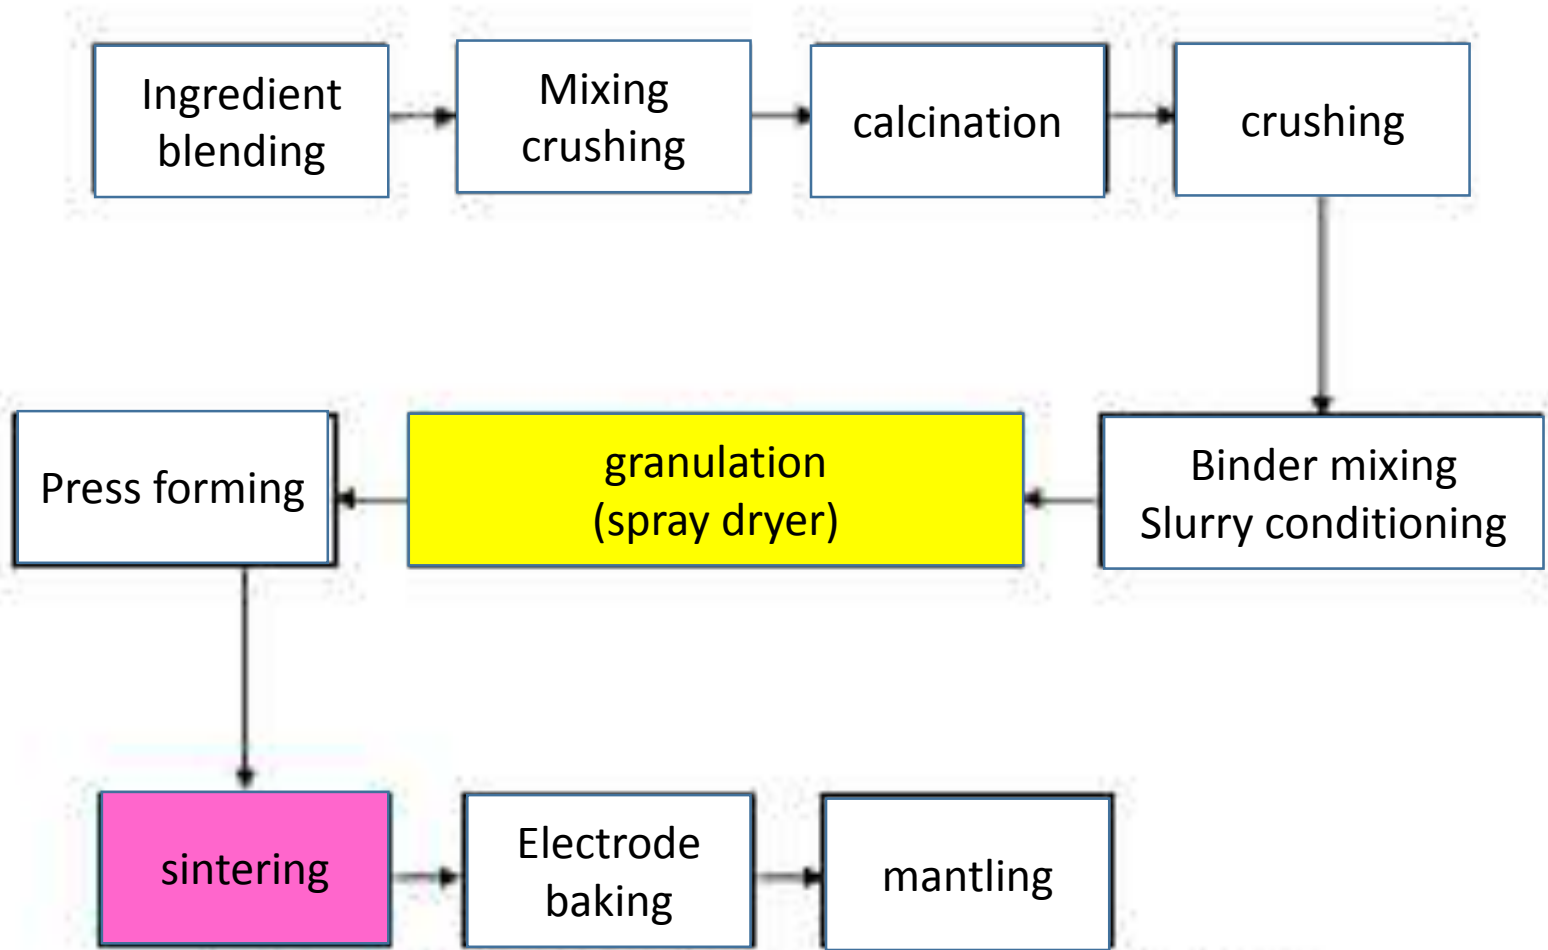 Ingredient
blending
Mixing
crushing
calcination
crushing
Binder mixing
Slurry conditioning
granulation
(spray dryer)
Press forming
sintering
Electrode
baking
mantling